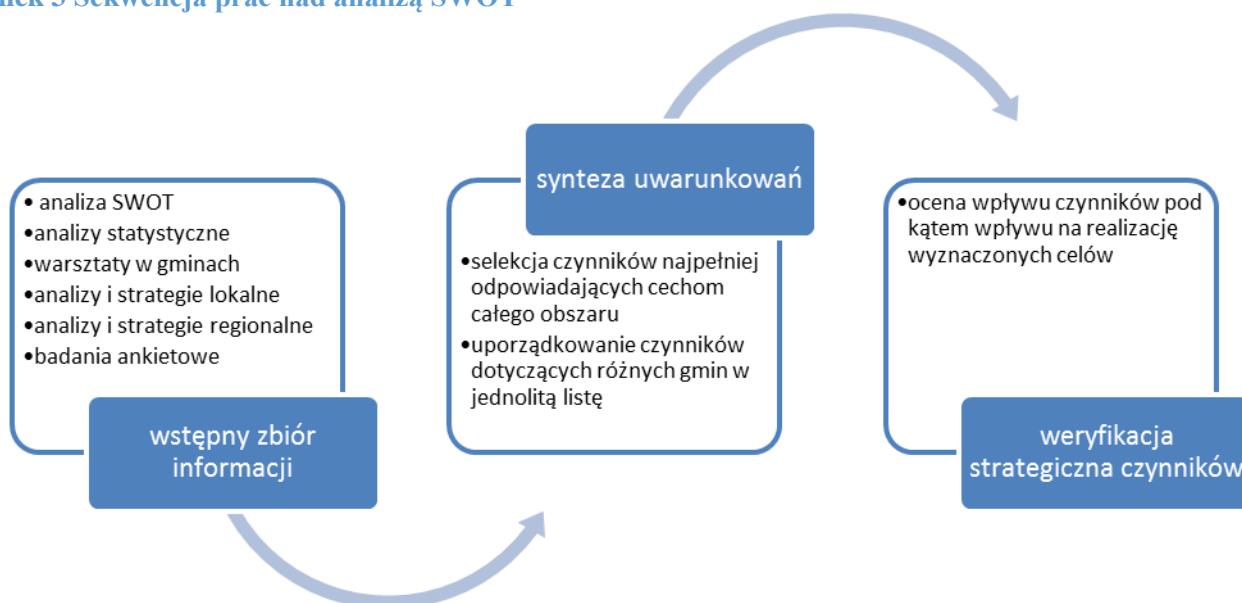 nek 3 Sekwencja prac nad analizą SWOT
• analiza SWOT
•analizy statystyczne
•warsztaty w gminach
•analizy i strategie lokalne
•analizy i strategie regionalne
•badania ankietowe
wstępny zbiór
informacji
synteza uwarunkowań
•selekcja czynników najpełniej
odpowiadających cechom
całego obszaru
•uporządkowanie czynników
dotyczących różnych gmin w
jednolitą listę
•ocena wpływu czynników pod
kątem wpływu na realizację
wyznaczonych celów
weryfikacja
strategiczna czynników